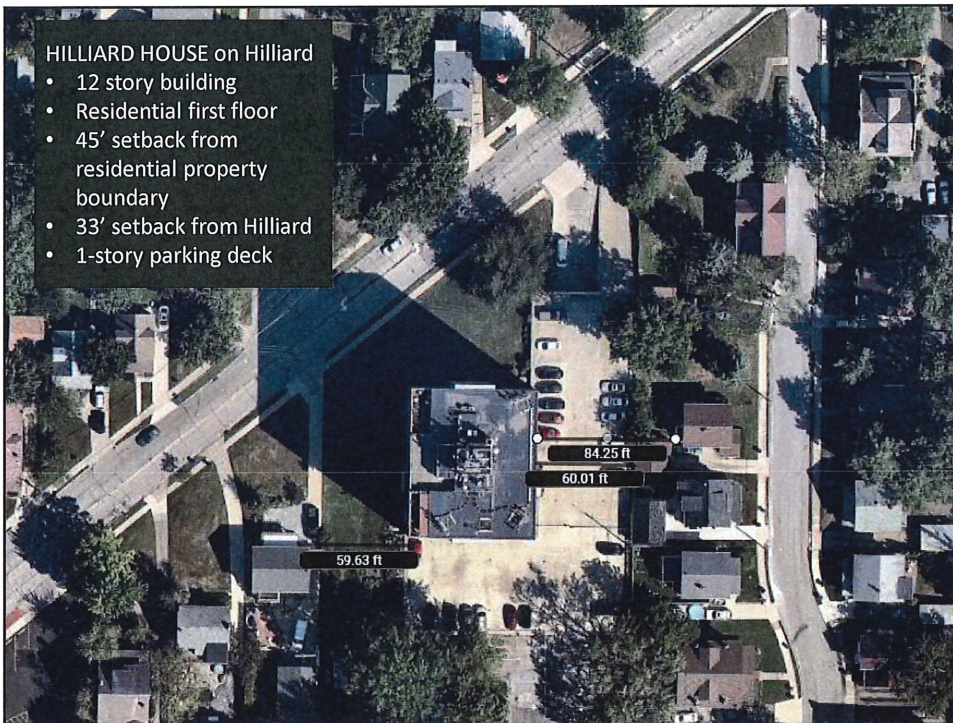 HILLIARD HOUSE on Hilliard
• 12 story building
• Residential first floor
• 45’ setback from
residential property
boundary
• 33’ setback from Hilliard
• 1-story parking deck
84.25 ft
60.01 ft
59.63 ft